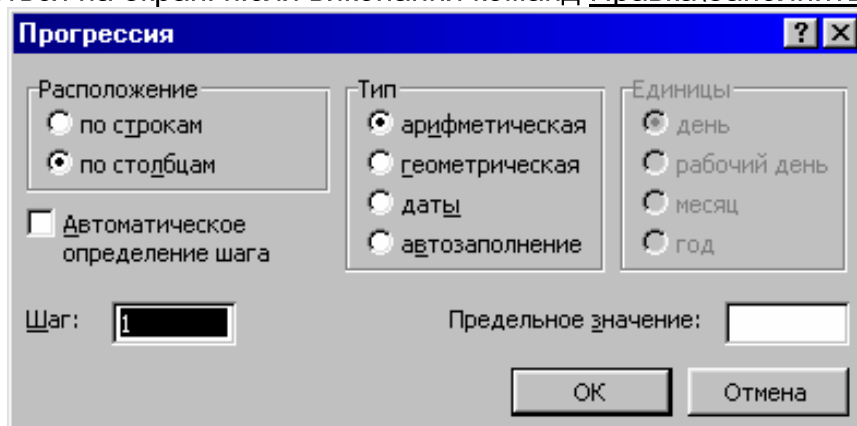 Прогрессия
Расположение
по строкам
по столбцам
Автоматическое
определение шага
Тип
арифметическая
геометрическая
даты
автозаполнение
Единицы
день
рабочий день
месяц
год
Шаг: 1
Предельное значение:
ОК
Отмена